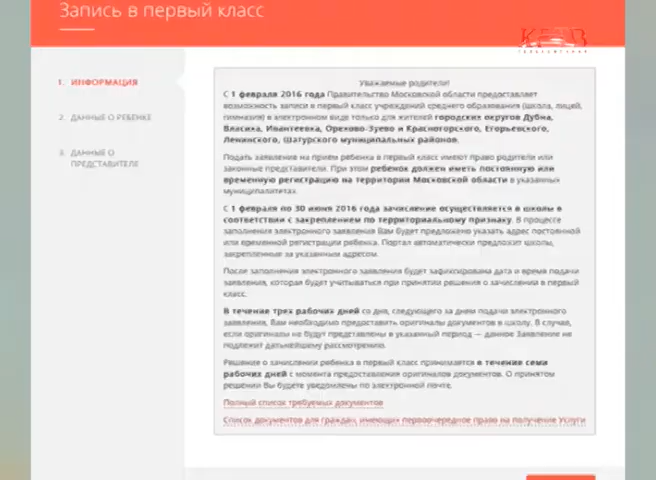 Запись в первый класс
1. ИНФОРМАЦИЯ
2. ДАННЫЕ О РЕБЕНКЕ
3. ДАННЫЕ О
ПРЕДСТАВИТЕЛЕ
Уважаемые родители!
С 1 февраля 2016 года Правительство Московской области предоставляет
возможность записи в первый класс учреждений среднего образования (школа, лицей,
гимназия) в электронном виде только для жителей городских округов Дубна,
Власиха, Ивантеевка, Орехово-Зуево и Красногорского, Егорьевского,
Ленинского, Шатурского муниципальных районов.
Подать заявление на прием ребенка в первый класс имеют право родители или
законные представители. При этом ребенок должен иметь постоянную или
временную регистрацию на территории Московской области в указанных
муниципалитетах.
С 1 февраля по 30 июня 2016 года зачисление осуществляется в школы в
соответствии с закреплением по территориальному признаку. В процессе
заполнения электронного заявления Вам будет предложено указать адрес постоянной
или временной регистрации ребенка. Портал автоматически предложит школы,
закрепленные за указанным адресом.
После заполнения электронного заявления будет зафиксирована дата и время подачи
заявления, которая будет учитываться при принятии решения о зачислении в первый
класс.
В течение трех рабочих дней со дня, следующего за днем подачи электронного
заявления, Вам необходимо предоставить оригиналы документов в школу. В случае,
если оригиналы не будут представлены в указанный период — данное Заявление не
подлежит дальнейшему рассмотрению.
Решение о зачислении ребенка в первый класс принимается в течение семи
рабочих дней с момента предоставления оригиналов документов. О принятом
решении Вы будете уведомлены по электронной почте.
Полный список требуемых документов
Список документов для граждан, имеющих первоочередное право на получение Услуги